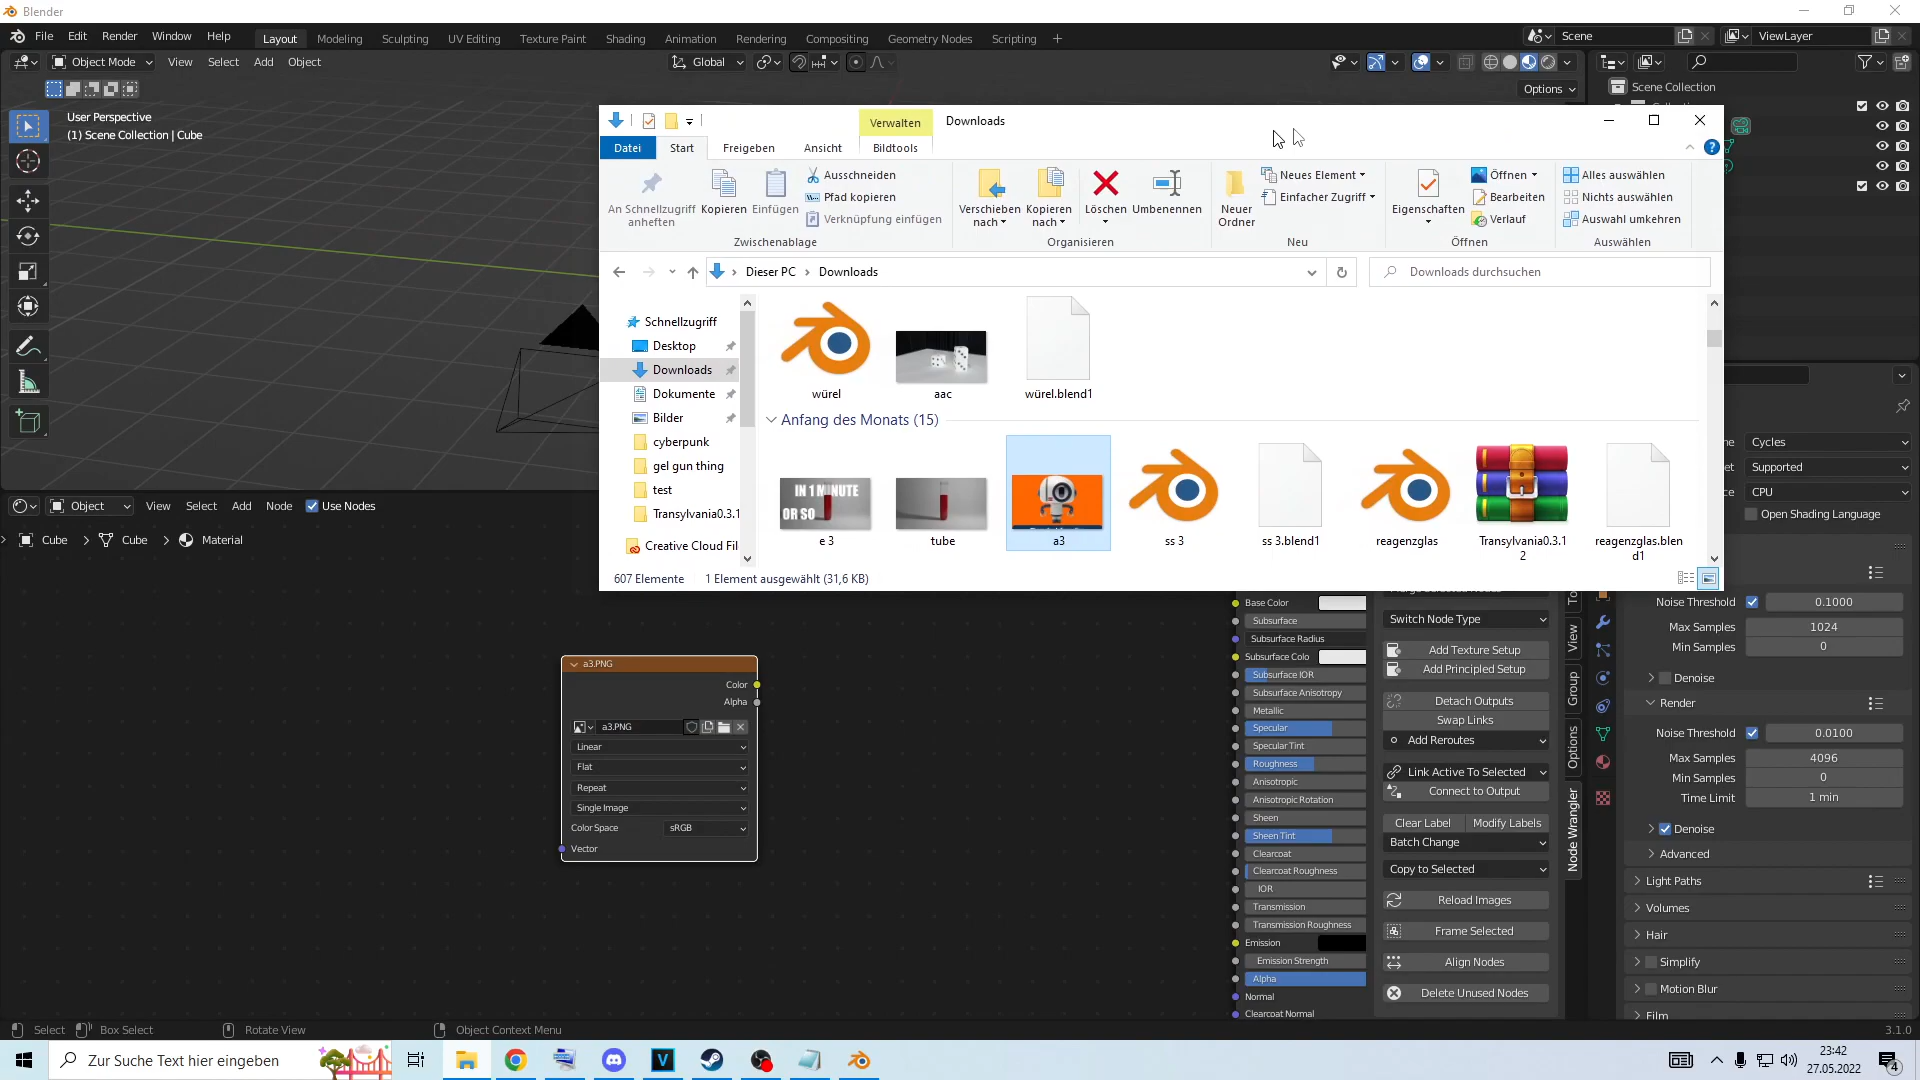 Blender
File Edit Render Window Help
Layout Modeling Sculpting UV Editing Texture Paint Shading Animation Rendering Compositing Geometry Nodes Scripting
Scene
ViewLayer
Object Mode View Select Add Object
Global
Options
User Perspective
(1) Scene Collection | Cube
Scene Collection
Verwalten
Downloads
Datei Start Freigeben Ansicht Bildtools
An Schnellzugriff anheften
Kopieren
Einfügen
Ausschneiden
Pfad kopieren
Verknüpfung einfügen
Zwischenablage
Verschieben nach
Kopieren nach
Löschen
Umbenennen
Organisieren
Neuer Ordner
Neues Element
Einfacher Zugriff
Neu
Eigenschaften
Öffnen
Bearbeiten
Verlauf
Öffnen
Alles auswählen
Nichts auswählen
Auswahl umkehren
Auswählen
Dieser PC
Downloads
Downloads durchsuchen
Schnellzugriff
Desktop
Downloads
Dokumente
Bilder
cyberpunk
gel gun thing
test
Transylvania0.3.1
Creative Cloud Fil
würel
aac
würel.blend1
Anfang des Monats (15)
IN 1 MINUTE
OR SO
e 3
tube
a3
ss 3
ss 3.blend1
reagenzglas
Transylvania0.3.1
2
reagenzglas.blen
d1
607 Elemente
1 Element ausgewählt (31,6 KB)
Object View Select Add Node Use Nodes
Cube
Cube
Material
a3.PNG
Color
Alpha
a3.PNG
Linear
Flat
Repeat
Single Image
Color Space
sRGB
Vector
Base Color
Subsurface
Subsurface Radius
Subsurface Colo
Subsurface IOR
Subsurface Anisotropy
Metallic
Specular
Specular Tint
Roughness
Anisotropic
Anisotropic Rotation
Sheen
Sheen Tint
Clearcoat
Clearcoat Roughness
IOR
Transmission
Transmission Roughness
Emission
Emission Strength
Alpha
Normal
Clearcoat Normal
Switch Node Type
Add Texture Setup
Add Principled Setup
Detach Outputs
Swap Links
Add Reroutes
Link Active To Selected
Connect to Output
Clear Label
Modify Labels
Batch Change
Copy to Selected
Reload Images
Frame Selected
Align Nodes
Delete Unused Nodes
View
Group
Options
Node Wrangler
Cycles
Supported
CPU
Open Shading Language
Noise Threshold
0.1000
Max Samples
1024
Min Samples
0
Denoise
Render
Noise Threshold
0.0100
Max Samples
4096
Min Samples
0
Time Limit
1 min
Denoise
Advanced
Light Paths
Volumes
Hair
Simplify
Motion Blur
Film
Select
Box Select
Rotate View
Object Context Menu
3.1.0
Zur Suche Text hier eingeben
23:42
27.05.2022
4